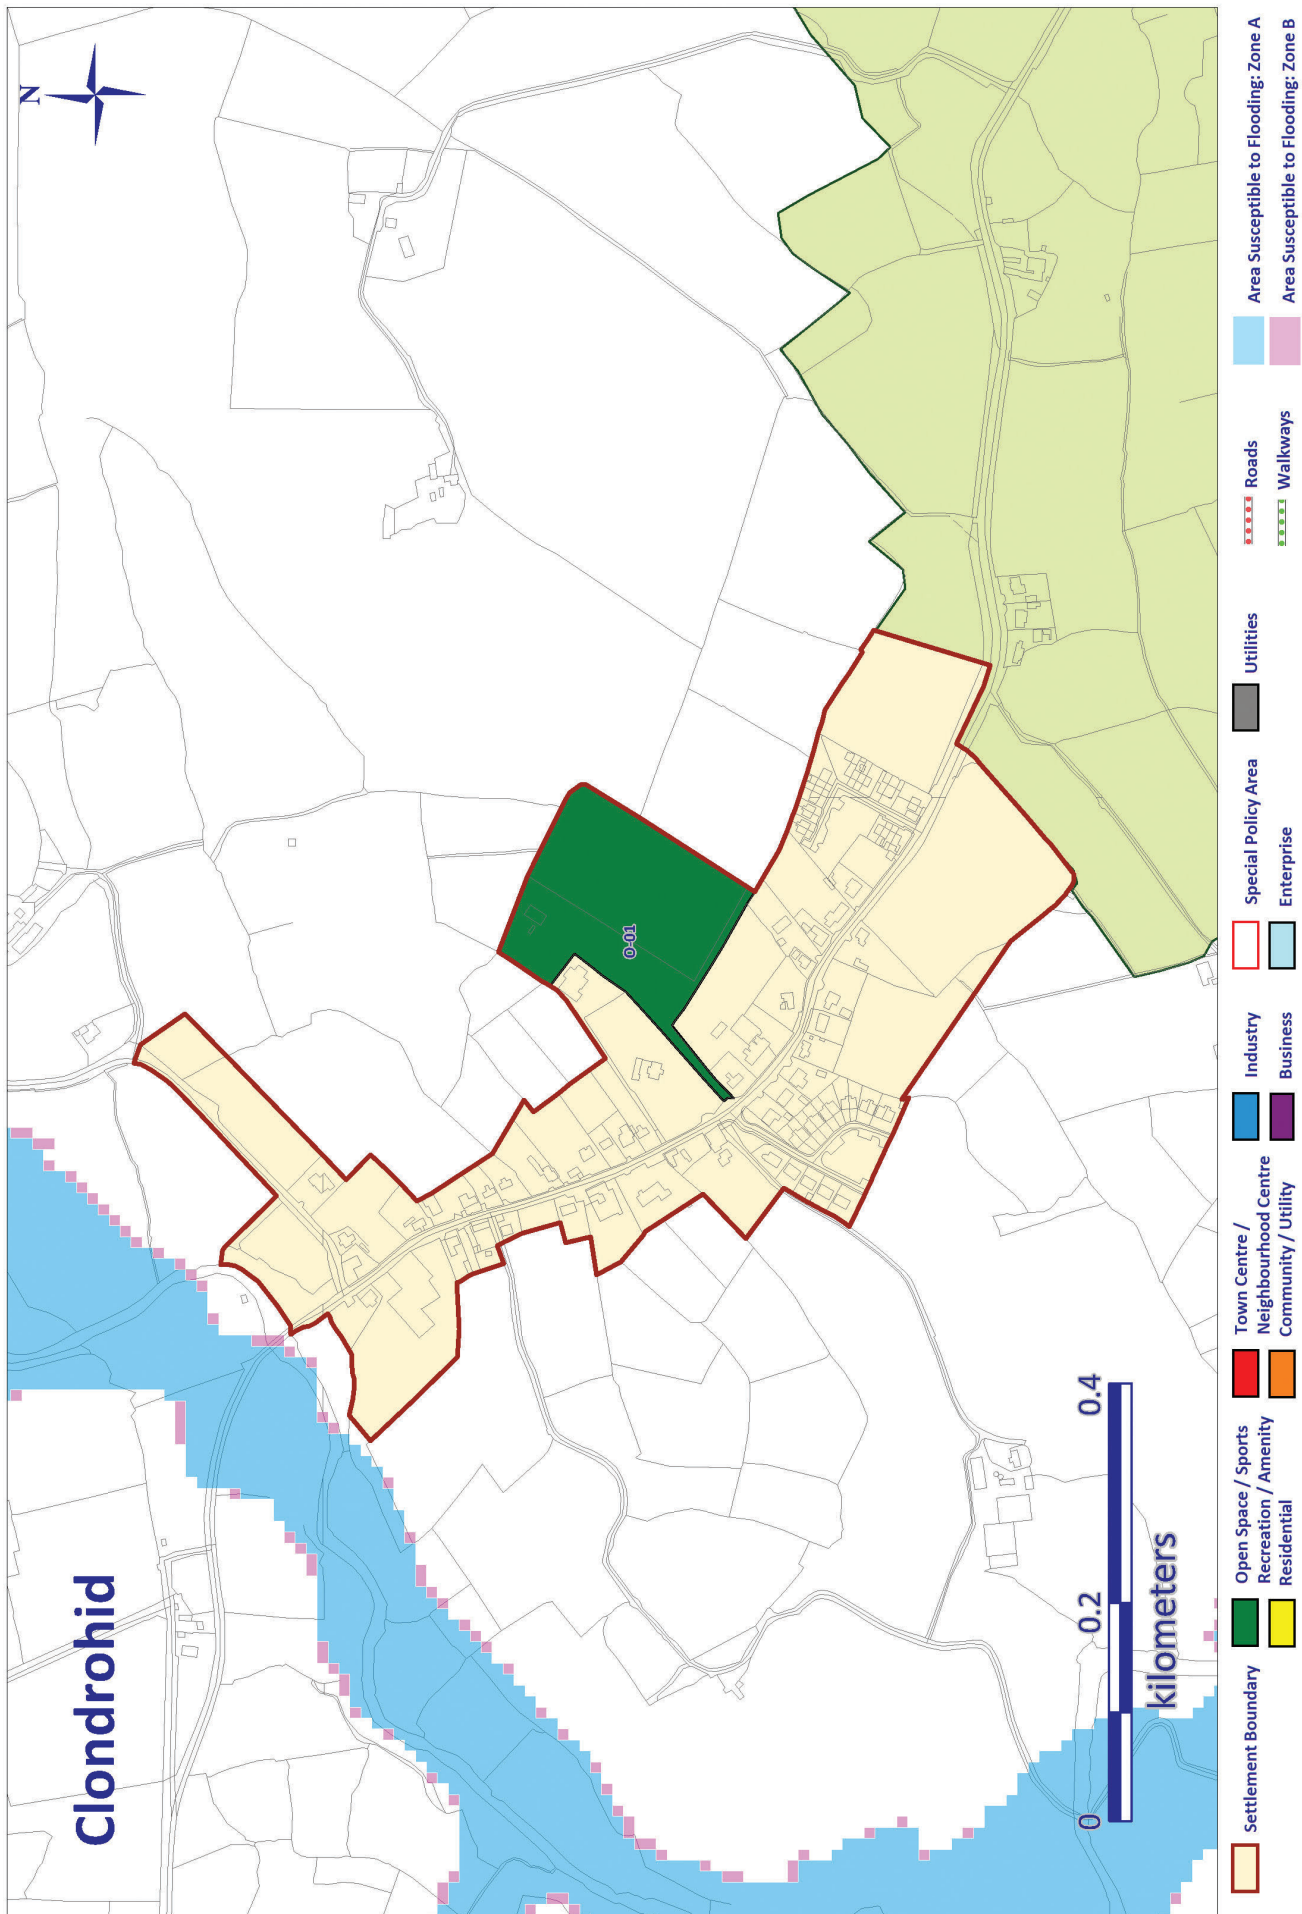 Clondrohid
N
O-01
0 0.2 0.4
kilometers
Settlement Boundary
Open Space / Sports
Recreation / Amenity
Residential
Town Centre /
Neighbourhood Centre
Community / Utility
Industry
Business
Special Policy Area
Enterprise
Utilities
Roads
Walkways
Area Susceptible to Flooding: Zone A
Area Susceptible to Flooding: Zone B